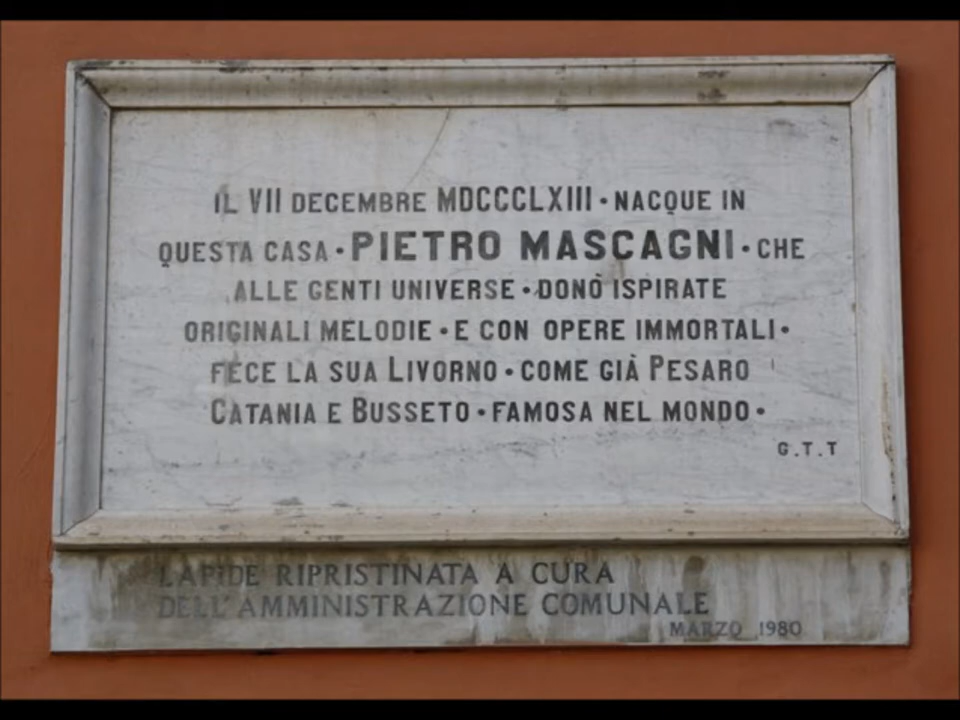 IL VII DECEMBRE MDCCCLXIII • NACQUE IN
QUESTA CASA • PIETRO MASCAGNI • CHE
ALLE GENTI UNIVERSE • DONÒ ISPIRATE
ORIGINALI MELODIE • E CON OPERE IMMORTALI •
FECE LA SUA LIVORNO • COME GIÀ PESARO
CATANIA E BUSSETO • FAMOSA NEL MONDO •
G.T.T
LAPIDE RIPRISTINATA A CURA
DELL'AMMINISTRAZIONE COMUNALE
MARZO 1980